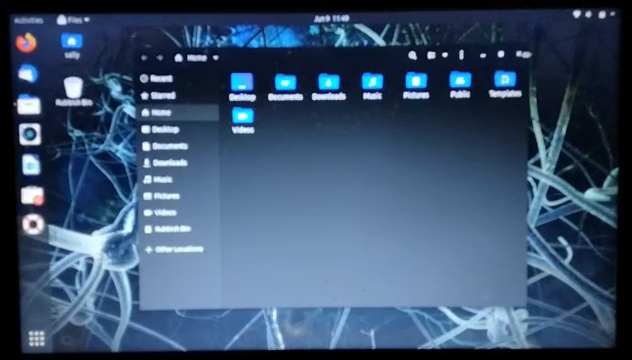 Activities Files Jun 9 11:49
Home
Rubbish Bin
Recent
Starred
Home
Desktop
Documents
Downloads
Music
Pictures
Videos
Rubbish Bin
Other Locations
Desktop Documents Downloads Music Pictures Public Templates
Videos